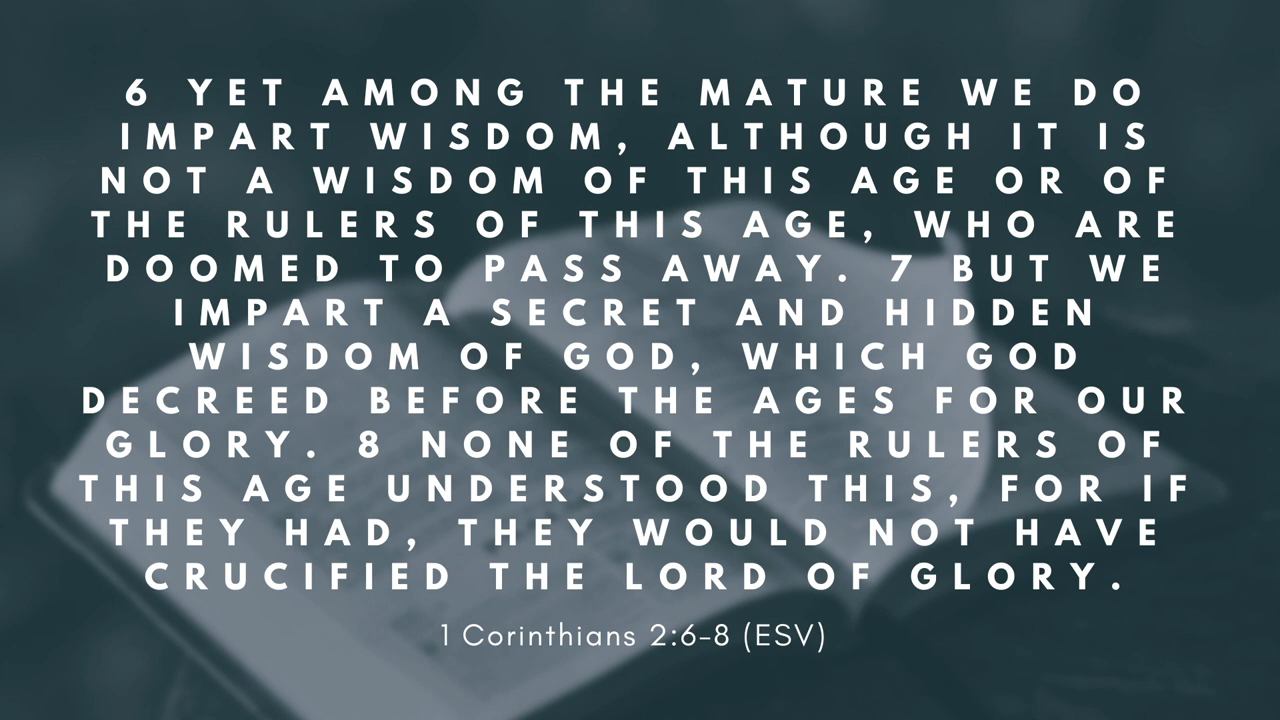 6 YET AMONG THE MATURE WE DO
IMPART WISDOM, ALTHOUGH IT IS
NOT A WISDOM OF THIS AGE OR OF
THE RULERS OF THIS AGE, WHO ARE
DOOMED TO PASS AWAY. 7 BUT WE
IMPART A SECRET AND HIDDEN
WISDOM OF GOD, WHICH GOD
DECREED BEFORE THE AGES FOR OUR
GLORY. 8 NONE OF THE RULERS OF
THIS AGE UNDERSTOOD THIS, FOR IF
THEY HAD, THEY WOULD NOT HAVE
CRUCIFIED THE LORD OF GLORY.
1 Corinthians 2:6-8 (ESV)